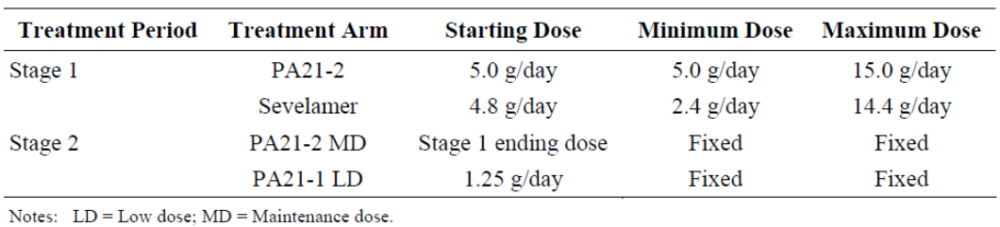 Treatment Period Treatment Arm Starting Dose Minimum Dose Maximum Dose
Stage 1 PA21-2 5.0 g/day 5.0 g/day 15.0 g/day
Sevelamer 4.8 g/day 2.4 g/day 14.4 g/day
Stage 2 PA21-2 MD Stage 1 ending dose Fixed Fixed
PA21-1 LD 1.25 g/day Fixed Fixed
Notes: LD = Low dose; MD = Maintenance dose.